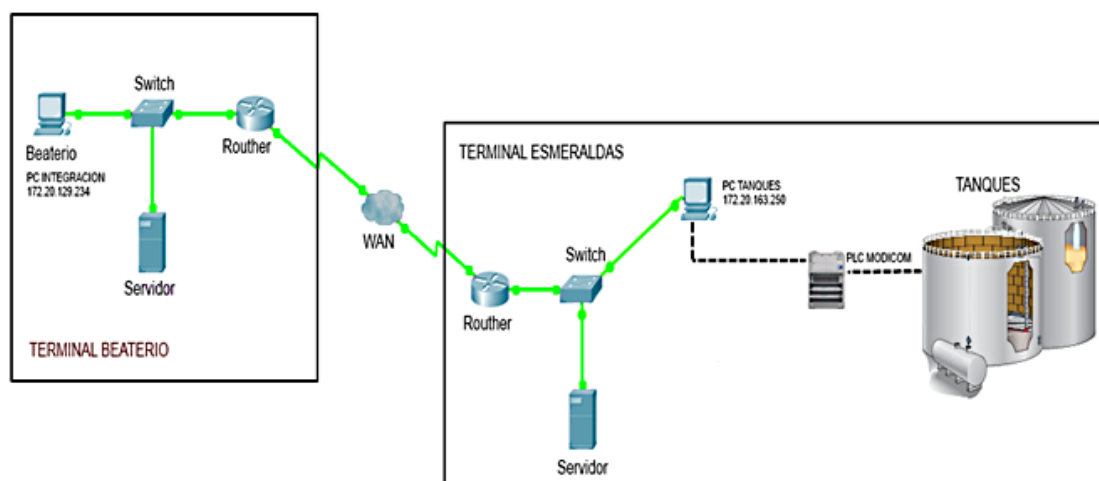 Switch
Routher
Beaterio
PC INTEGRACION
172.20.129.234
Servidor
TERMINAL BEATERIO
WAN
TERMINAL ESMERALDAS
PC TANQUES
172.20.163.250
TANQUES
Switch
PLC MODICOM
Routher
Servidor